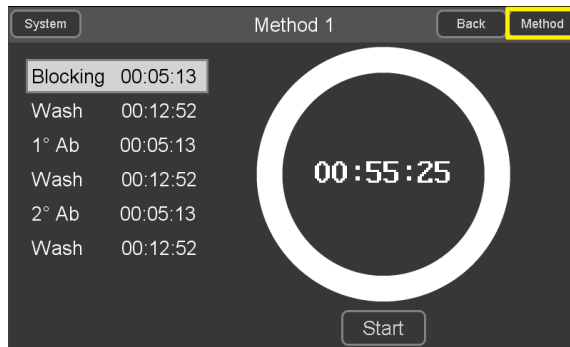 System Method 1 Back Method
Blocking 00:05:13
Wash 00:12:52
1° Ab 00:05:13
Wash 00:12:52
2° Ab 00:05:13
Wash 00:12:52
00:55:25
Start